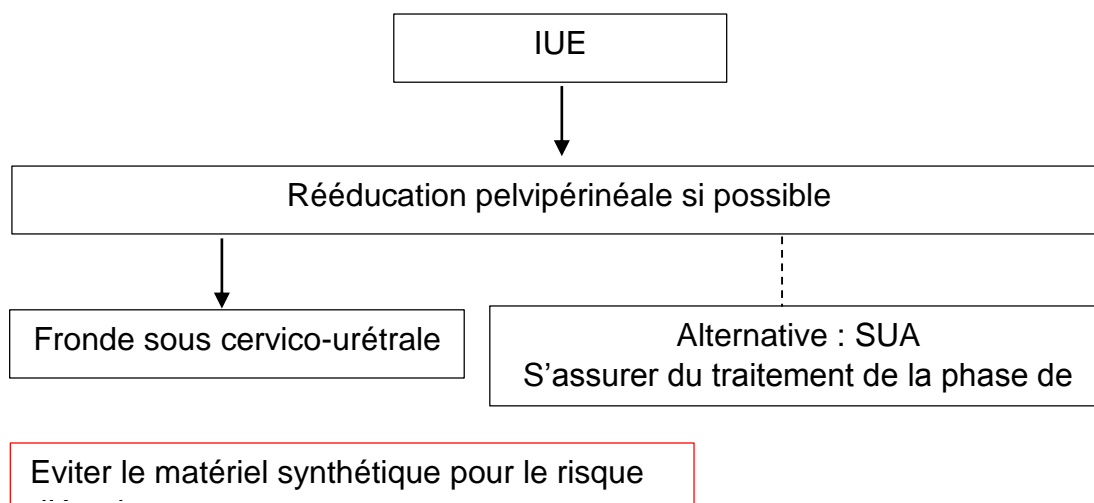 IUE
Rééducation pelvipérinéale si possible
Fronde sous cervico-urétrale
Alternative : SUA
S’assurer du traitement de la phase de
Eviter le matériel synthétique pour le risque